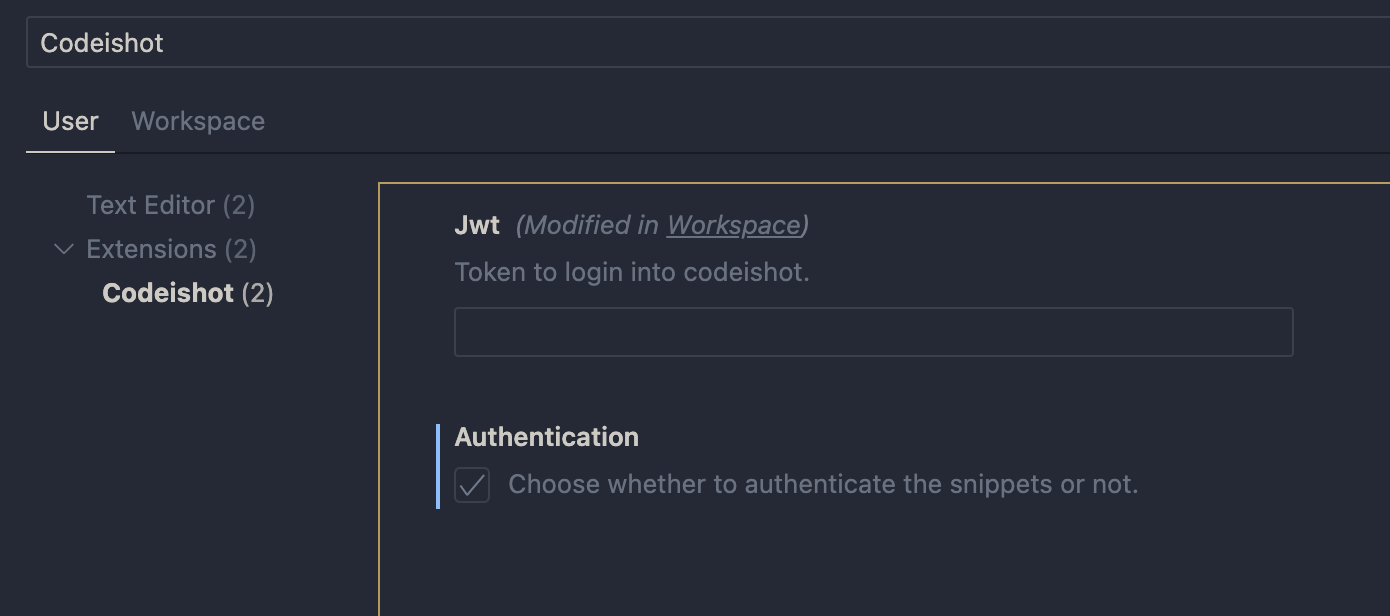 Codeishot
User Workspace
Text Editor (2)
Extensions (2)
Codeishot (2)
Jwt (Modified in Workspace)
Token to login into codeishot.
Authentication
Choose whether to authenticate the snippets or not.